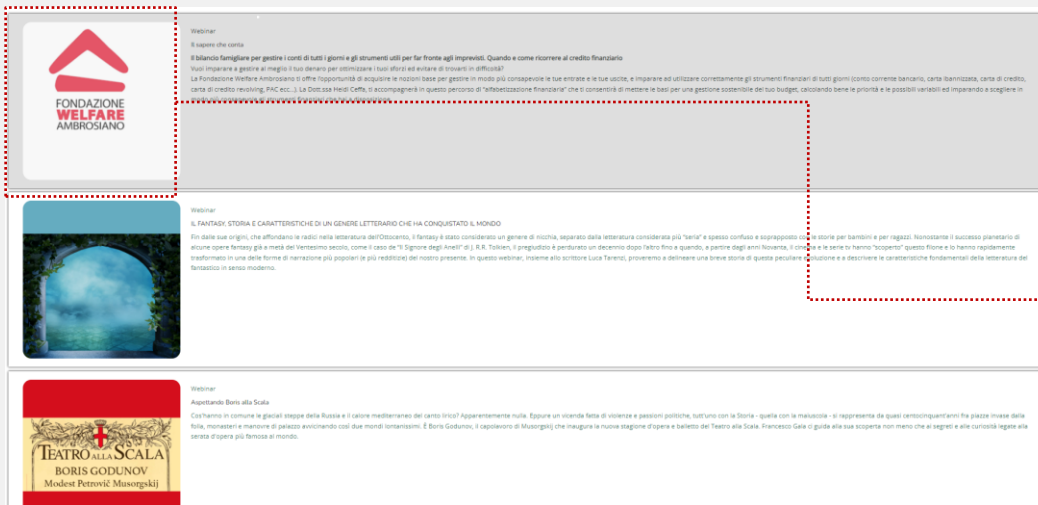 FONDAZIONE
WELFARE
AMBROSIANO
Webinar
Il sapere che conta
Il bilancio famigliare per gestire i conti di tutti i giorni e gli strumenti utili per far fronte agli imprevisti. Quando e come ricorrere al credito finanziario
Vuoi imparare a gestire al meglio il tuo denaro per ottimizzare i tuoi sforzi ed evitare di trovarti in difficoltà?
La Fondazione Welfare Ambrosiano ti offre l'opportunità di acquisire le nozioni base per gestire in modo più consapevole le tue entrate e le tue uscite, e imparare ad utilizzare correttamente gli strumenti finanziari di tutti giorni (conto corrente bancario, carta ibannizzata, carta di credito,
carta di credito revolving, PAC ecc...). La Dott.ssa Heidi Ceffa, ti accompagnerà in questo percorso di "alfabetizzazione finanziaria" che ti consentirà di mettere le basi per una gestione sostenibile del tuo budget, calcolando bene le priorità e le possibili variabili ed imparando a scegliere in
modo più consapevole gli strumenti finanziari che hai a disposizione.
Webinar
IL FANTASY, STORIA E CARATTERISTICHE DI UN GENERE LETTERARIO CHE HA CONQUISTATO IL MONDO
Fin dalle sue origini, che affondano le radici nella letteratura dell'Ottocento, il fantasy è stato considerato un genere di nicchia, separato dalla letteratura considerata più "seria" e spesso confuso e sovrapposto con le storie per bambini e per ragazzi. Nonostante il successo planetario di
alcune opere fantasy già a metà del Ventesimo secolo, come il caso de "Il Signore degli Anelli" di J. R.R. Tolkien, il pregiudizio è perdurato un decennio dopo l'altro fino a quando, a partire dagli anni Novanta, il cinema e le serie tv hanno "scoperto" questo filone e lo hanno rapidamente
trasformato in una delle forme di narrazione più popolari (e più redditizie) del nostro presente. In questo webinar, insieme allo scrittore Luca Tarenzi, proveremo a delineare una breve storia di questa peculiare evoluzione e a descrivere le caratteristiche fondamentali della letteratura del
fantastico in senso moderno.
TEATRO ALLA SCALA
BORIS GODUNOV
Modest Petrovič Musorgskij
Webinar
Aspettando Boris alla Scala
Cos'hanno in comune le glaciali steppe della Russia e il calore mediterraneo del canto lirico? Apparentemente nulla. Eppure un vicenda fatta di violenze e passioni politiche, tutt'uno con la Storia - quella con la maiuscola - si rappresenta da quasi centocinquant'anni fra piazze invase dalla
folla, monasteri e manovre di palazzo avvicinando così due mondi lontanissimi. È Boris Godunov, il capolavoro di Musorgskij che inaugura la nuova stagione d'opera e balletto del Teatro alla Scala. Francesco Gala ci guida alla sua scoperta non meno che ai segreti e alle curiosità legate alla
serata d'opera più famosa al mondo.